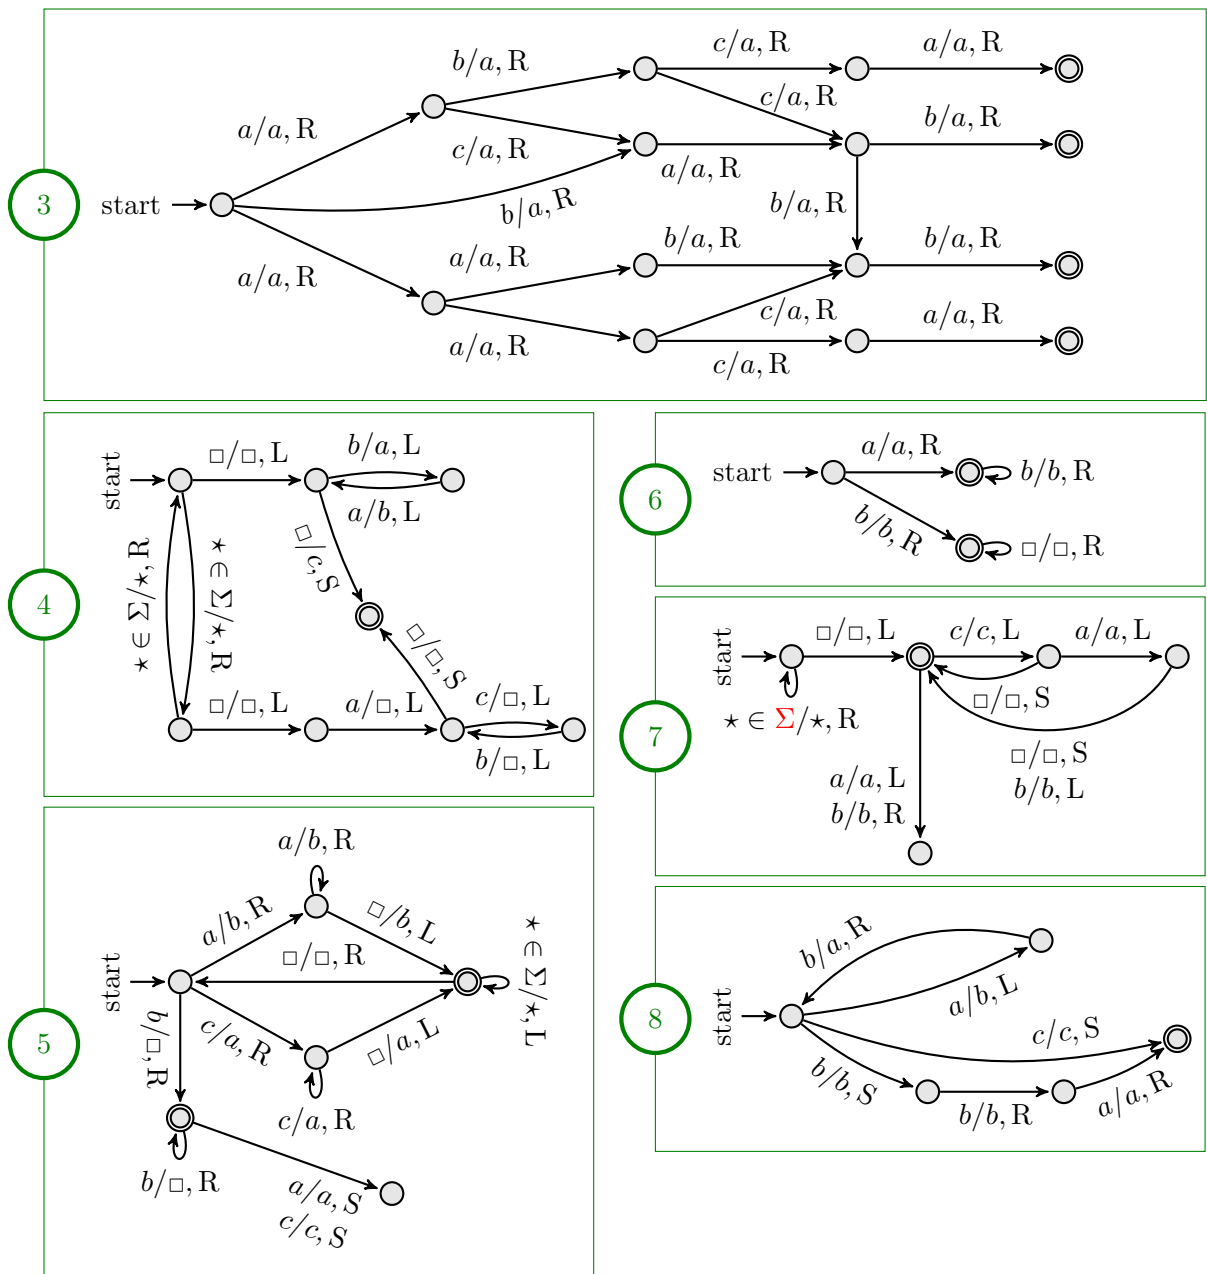 c/a, R
a/a, R
b/a, R
c/a, R
a/a, R
b/a, R
c/a, R
a/a, R
3
start
b/a, R
b/a, R
b/a, R
b/a, R
a/a, R
a/a, R
c/a, R
a/a, R
a/a, R
c/a, R
4
start
□/□, L
b/a, L
a/b, L
□/c, S
⋆ ∈ Σ/⋆, R
⋆ ∈ Σ/⋆, R
□/□, S
□/□, L
a/□, L
c/□, L
b/□, L
6
start
a/a, R
b/b, R
b/b, R
□/□, R
7
start
□/□, L
c/c, L
a/a, L
□/□, S
⋆ ∈ Σ/⋆, R
□/□, S
b/b, L
a/a, L
b/b, R
5
a/b, R
a/b, R
□/b, L
start
□/□, R
⋆ ∈ Σ/⋆, L
c/a, R
□/a, L
b/□, R
c/a, R
b/□, R
a/a, S
c/c, S
8
b/a, R
a/b, L
start
c/c, S
b/b, S
b/b, R
a/a, R